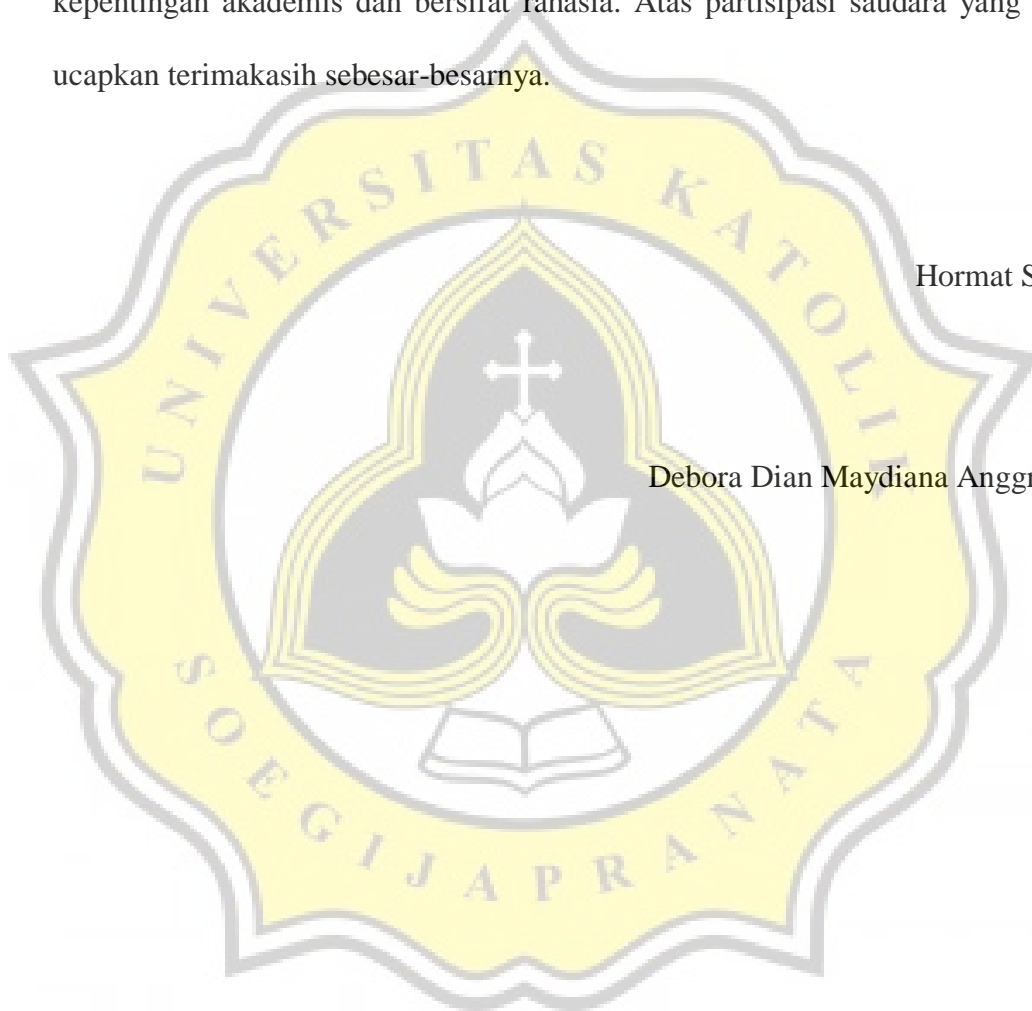 kepentingan akademis dan bersifat rahasia. Atas partisipasi saudara yang
ucapkan terimakasih sebesar-besarnya.
UNIVERSITAS KATOLIK
Hormat S
Debora Dian Maydiana Anggr
SOEGIJAPRANATA